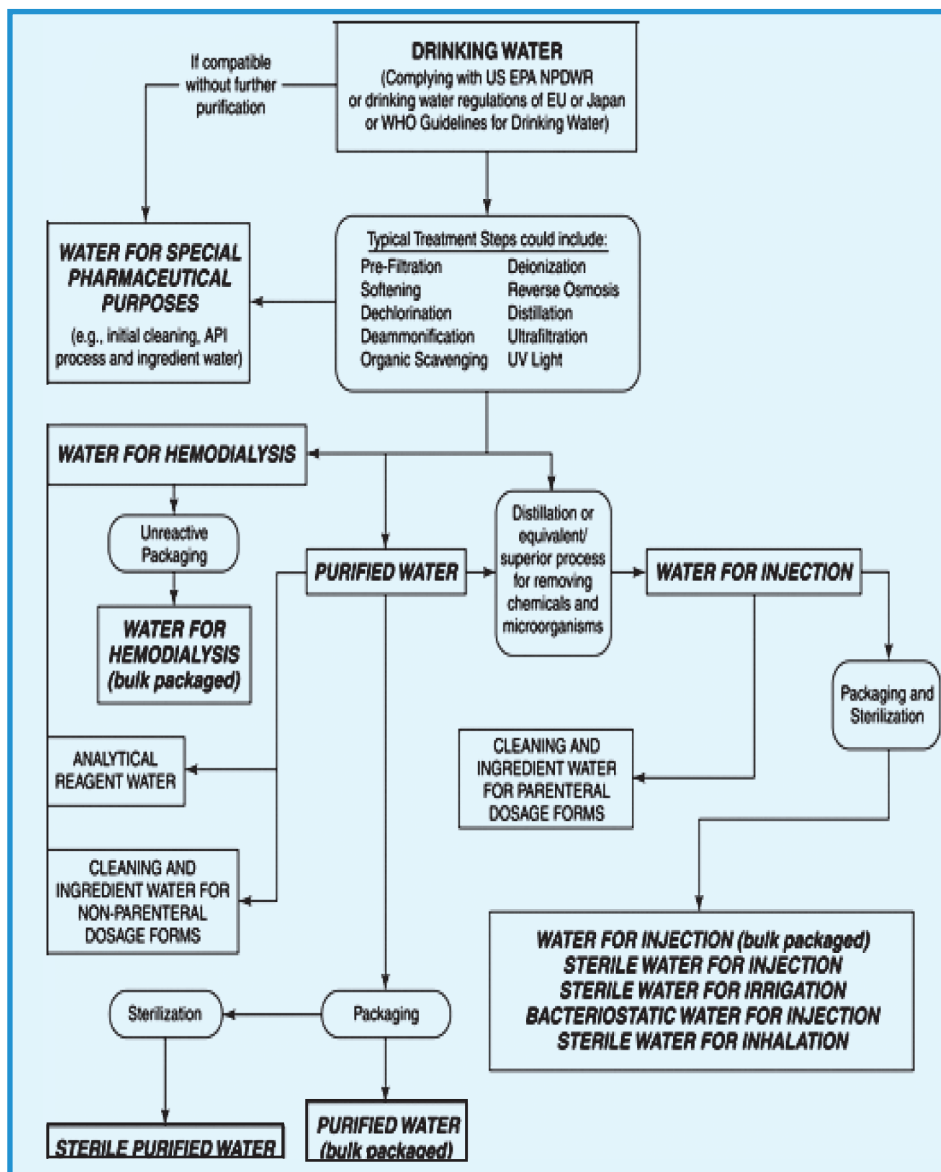 DRINKING WATER
(Complying with US EPA NPDWR
or drinking water regulations of EU or Japan
or WHO Guidelines for Drinking Water)
If compatible
without further
purification
Typical Treatment Steps could include:
Pre-Filtration Deionization
Softening Reverse Osmosis
Dechlorination Distillation
Deammonification Ultrafiltration
Organic Scavenging UV Light
WATER FOR SPECIAL
PHARMACEUTICAL
PURPOSES
(e.g., initial cleaning, API
process and ingredient water)
WATER FOR HEMODIALYSIS
Unreactive
Packaging
WATER FOR
HEMODIALYSIS
(bulk packaged)
PURIFIED WATER
Distillation or
equivalent/
superior process
for removing
chemicals and
microorganisms
WATER FOR INJECTION
Packaging and
Sterilization
ANALYTICAL
REAGENT WATER
CLEANING AND
INGREDIENT WATER
FOR PARENTERAL
DOSAGE FORMS
CLEANING AND
INGREDIENT WATER FOR
NON-PARENTERAL
DOSAGE FORMS
WATER FOR INJECTION (bulk packaged)
STERILE WATER FOR INJECTION
STERILE WATER FOR IRRIGATION
BACTERIOSTATIC WATER FOR INJECTION
STERILE WATER FOR INHALATION
Sterilization
Packaging
STERILE PURIFIED WATER
PURIFIED WATER
(bulk packaged)